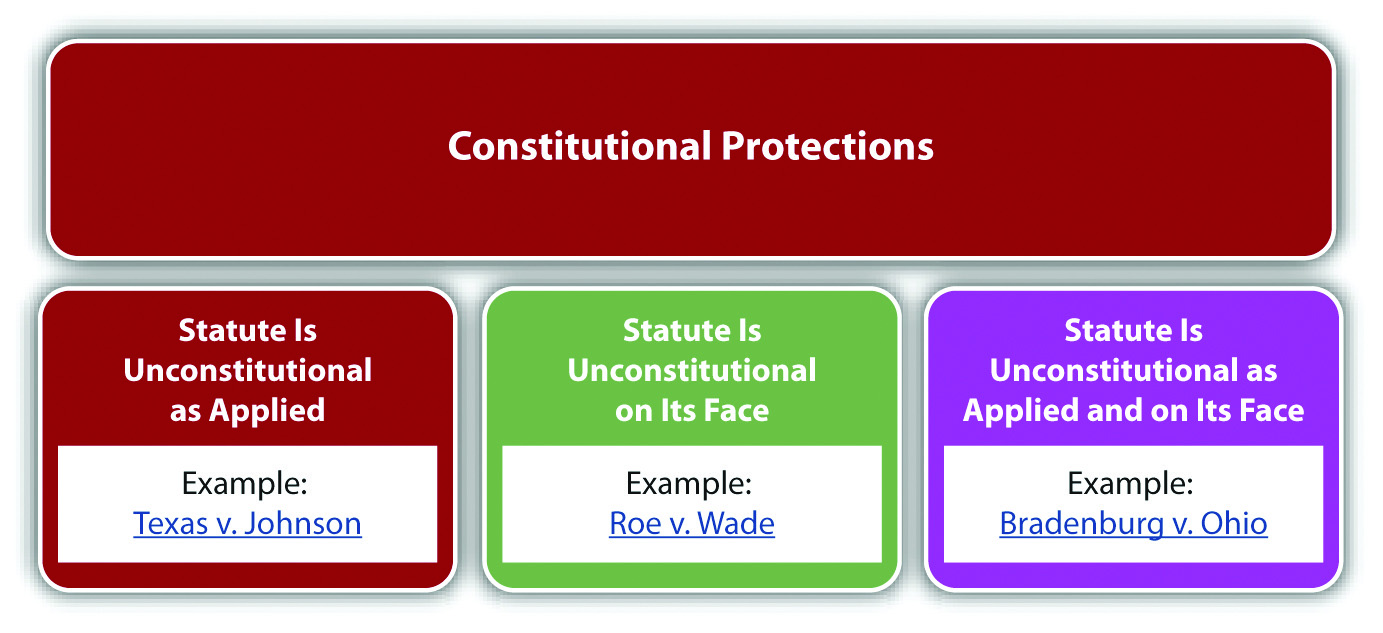 Constitutional Protections
Statute Is
Unconstitutional
as Applied
Example:
Texas v. Johnson
Statute Is
Unconstitutional
on Its Face
Example:
Roe v. Wade
Statute Is
Unconstitutional as
Applied and on Its Face
Example:
Bradenburg v. Ohio